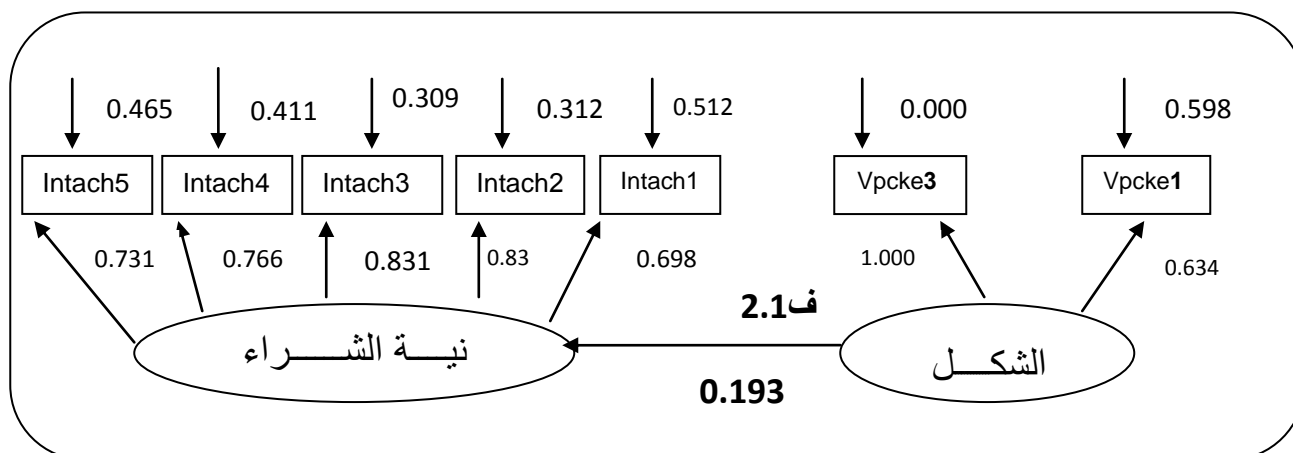 0.465 0.411 0.309 0.312 0.512 0.000 0.598
Intach5 Intach4 Intach3 Intach2 Intach1 Vpcke3 Vpcke1
0.731 0.766 0.831 0.83 0.698 1.000 0.634
ف2.1
نيــة الشــــراء الشكــــل
0.193